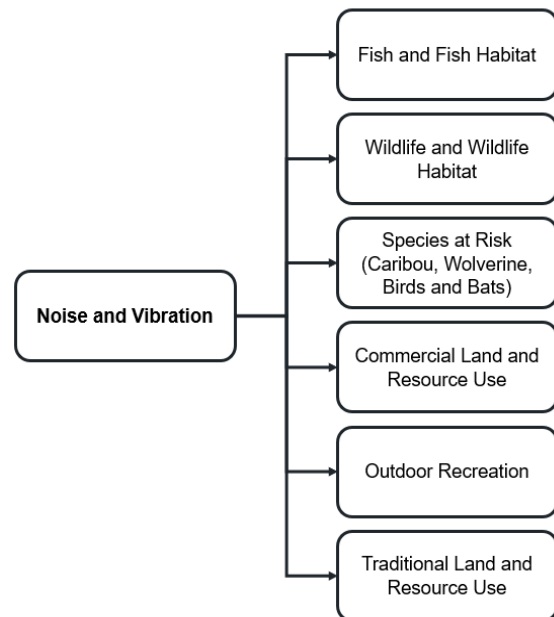 Fish and Fish Habitat
Wildlife and Wildlife
Habitat
Species at Risk
(Caribou, Wolverine,
Birds and Bats)
Noise and Vibration
Commercial Land and
Resource Use
Outdoor Recreation
Traditional Land and
Resource Use